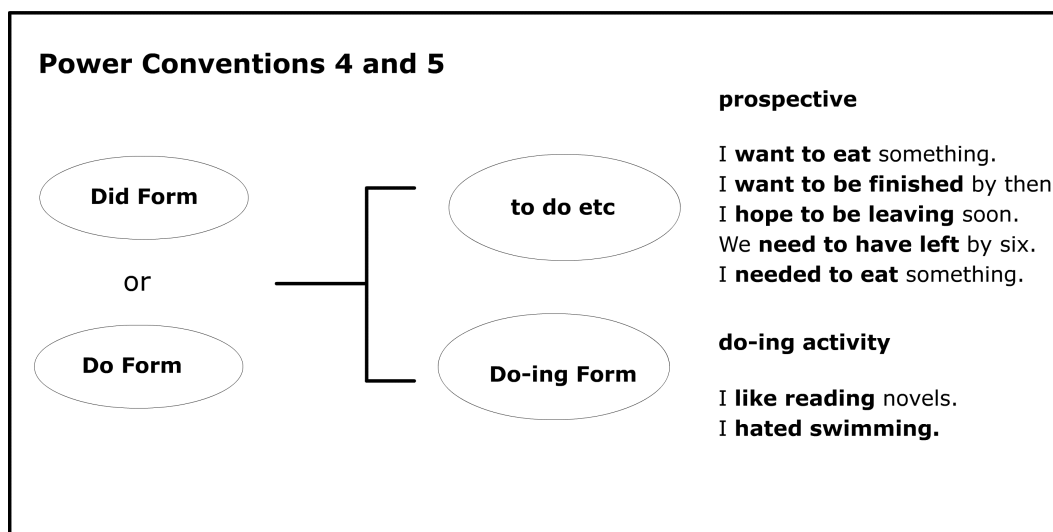 Power Conventions 4 and 5
Did Form
or
Do Form
to do etc
Do-ing Form
prospective
I want to eat something.
I want to be finished by then
I hope to be leaving soon.
We need to have left by six.
I needed to eat something.
do-ing activity
I like reading novels.
I hated swimming.